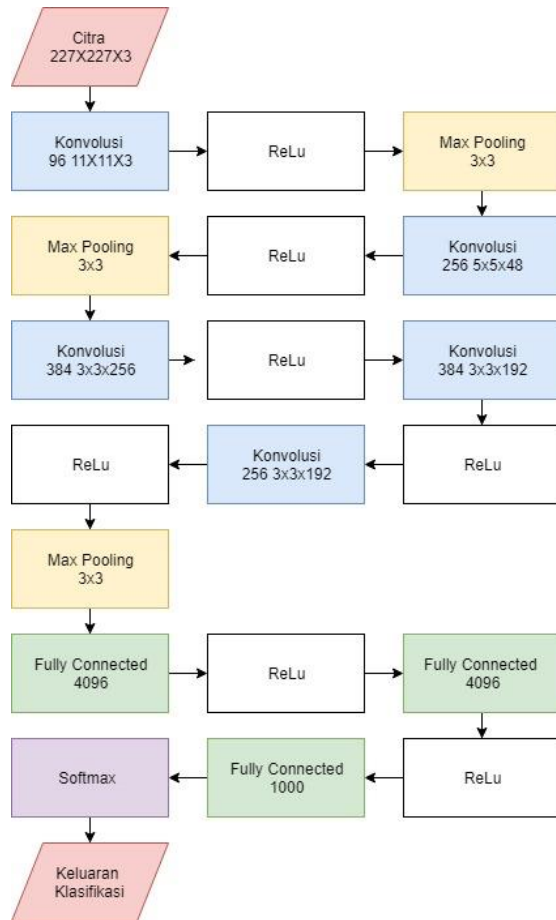 Citra
227X227X3
Konvolusi
96 11X11X3
ReLu
Max Pooling
3x3
Konvolusi
256 5x5x48
ReLu
Max Pooling
3x3
Konvolusi
384 3x3x256
ReLu
Konvolusi
384 3x3x192
ReLu
Konvolusi
256 3x3x192
ReLu
Max Pooling
3x3
Fully Connected
4096
ReLu
Fully Connected
4096
ReLu
Fully Connected
1000
Softmax
Keluaran
Klasifikasi